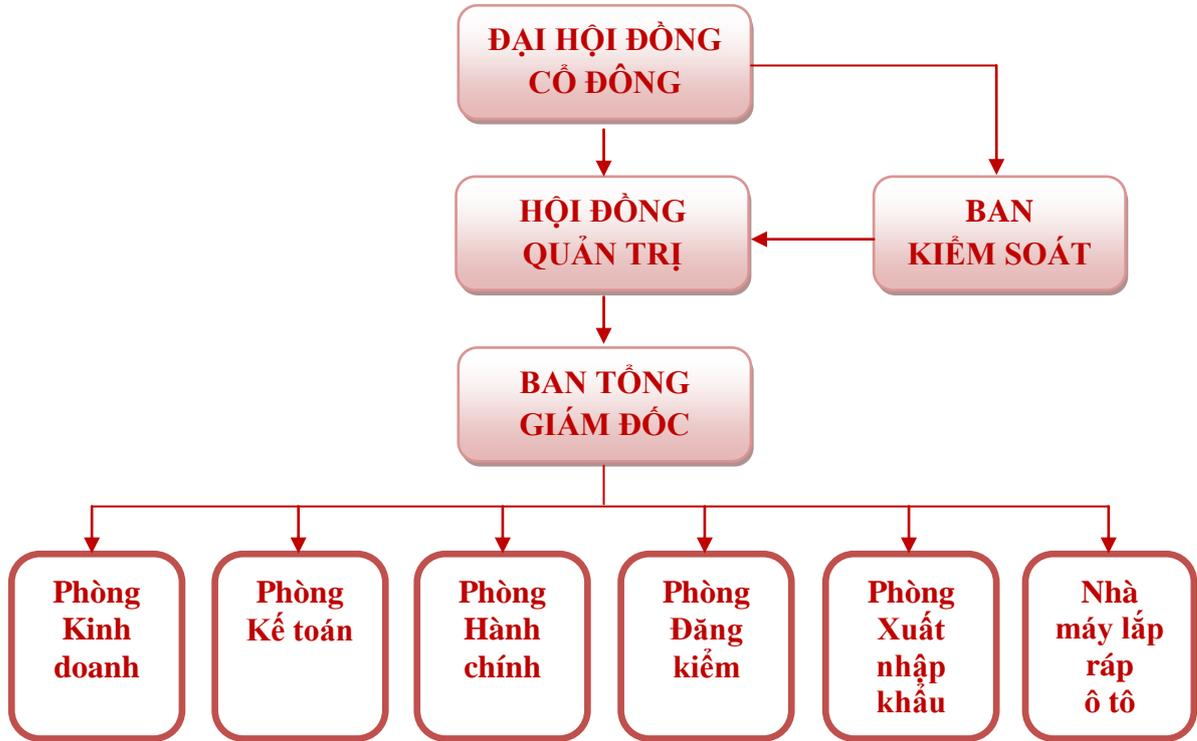 ĐẠI HỘI ĐỒNG
CỔ ĐÔNG
HỘI ĐỒNG
QUẢN TRỊ
BAN
KIỂM SOÁT
BAN TỔNG
GIÁM ĐỐC
Phòng
Kinh
doanh
Phòng
Kế toán
Phòng
Hành
chính
Phòng
Đăng
kiểm
Phòng
Xuất
nhập
khẩu
Nhà
máy lắp
ráp
ô tô